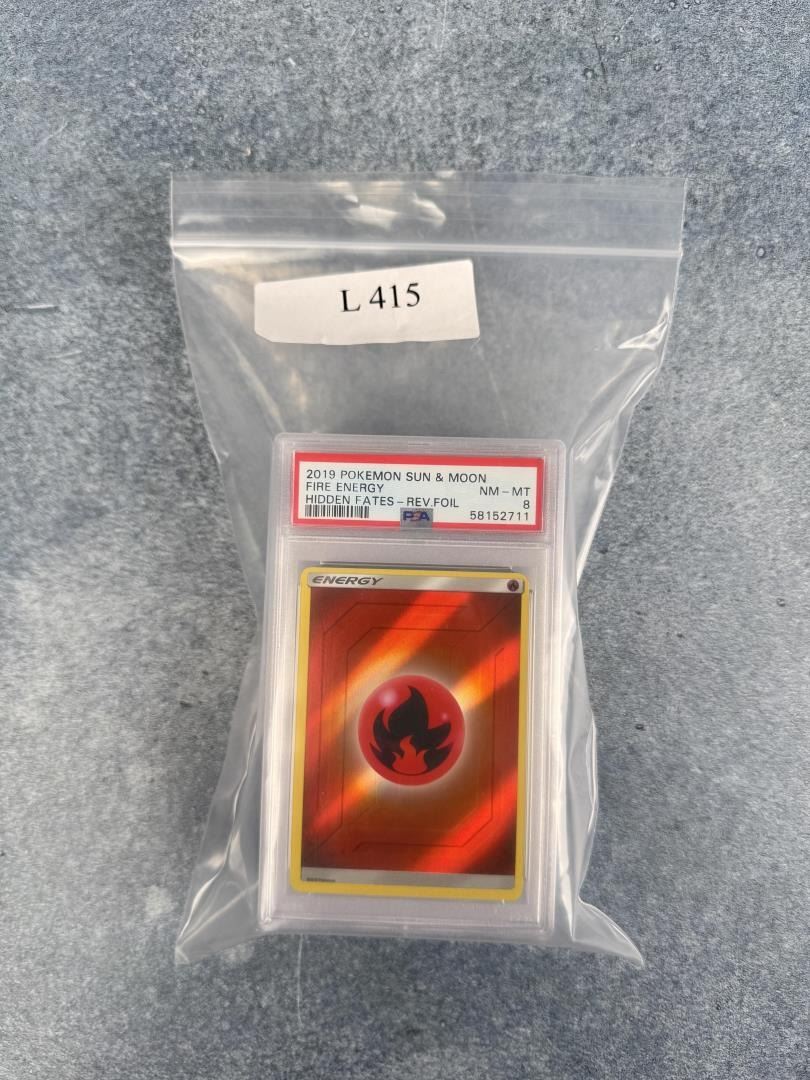 L 415
2019 POKEMON SUN & MOON
FIRE ENERGY NM - MT
HIDDEN FATES - REV.FOIL 8
PSA 58152711
ENERGY